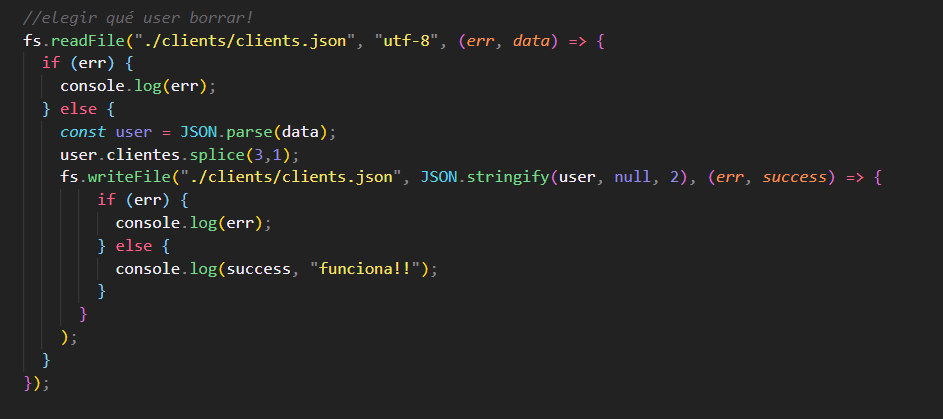 //elegir qué user borrar!
fs.readFile("./clients/clients.json", "utf-8", (err, data) => {
  if (err) {
    console.log(err);
  } else {
    const user = JSON.parse(data);
    user.clientes.splice(3,1);
    fs.writeFile("./clients/clients.json", JSON.stringify(user, null, 2), (err, success) => {
        if (err) {
          console.log(err);
        } else {
          console.log(success, "funciona!!");
        }
      }
    );
  }
});